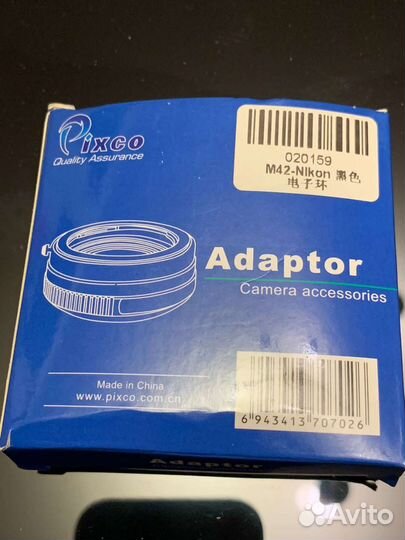 Pixco
Quality Assurance
020159
M42-Nikon 黑色
电子环
Adaptor
Camera accessories
Made in China
www.pixco.com.cn
6 943413 707026
Adaptor
Avito